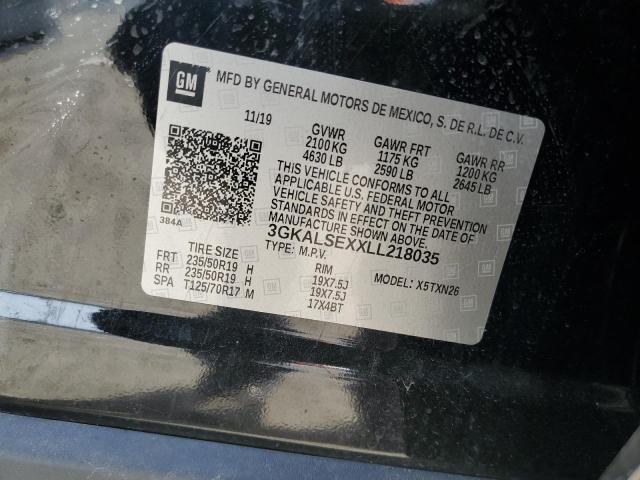 GM
MFD BY GENERAL MOTORS DE MEXICO, S. DE R.L. DE C.V.
11/19 GVWR GAWR FRT GAWR RR
2100 KG 1175 KG 1200 KG
4630 LB 2590 LB 2645 LB
THIS VEHICLE CONFORMS TO ALL
APPLICABLE U.S. FEDERAL MOTOR
VEHICLE SAFETY AND THEFT PREVENTION
STANDARDS IN EFFECT ON THE DATE OF
MANUFACTURE SHOWN ABOVE.
384A
3GKALSEXXLL218035
TYPE: M.P.V.
TIRE SIZE RIM MODEL: X5TXN26
FRT 235/50R19 H 19X7.5J
RR 235/50R19 H 19X7.5J
SPA T125/70R17 M 17X4BT